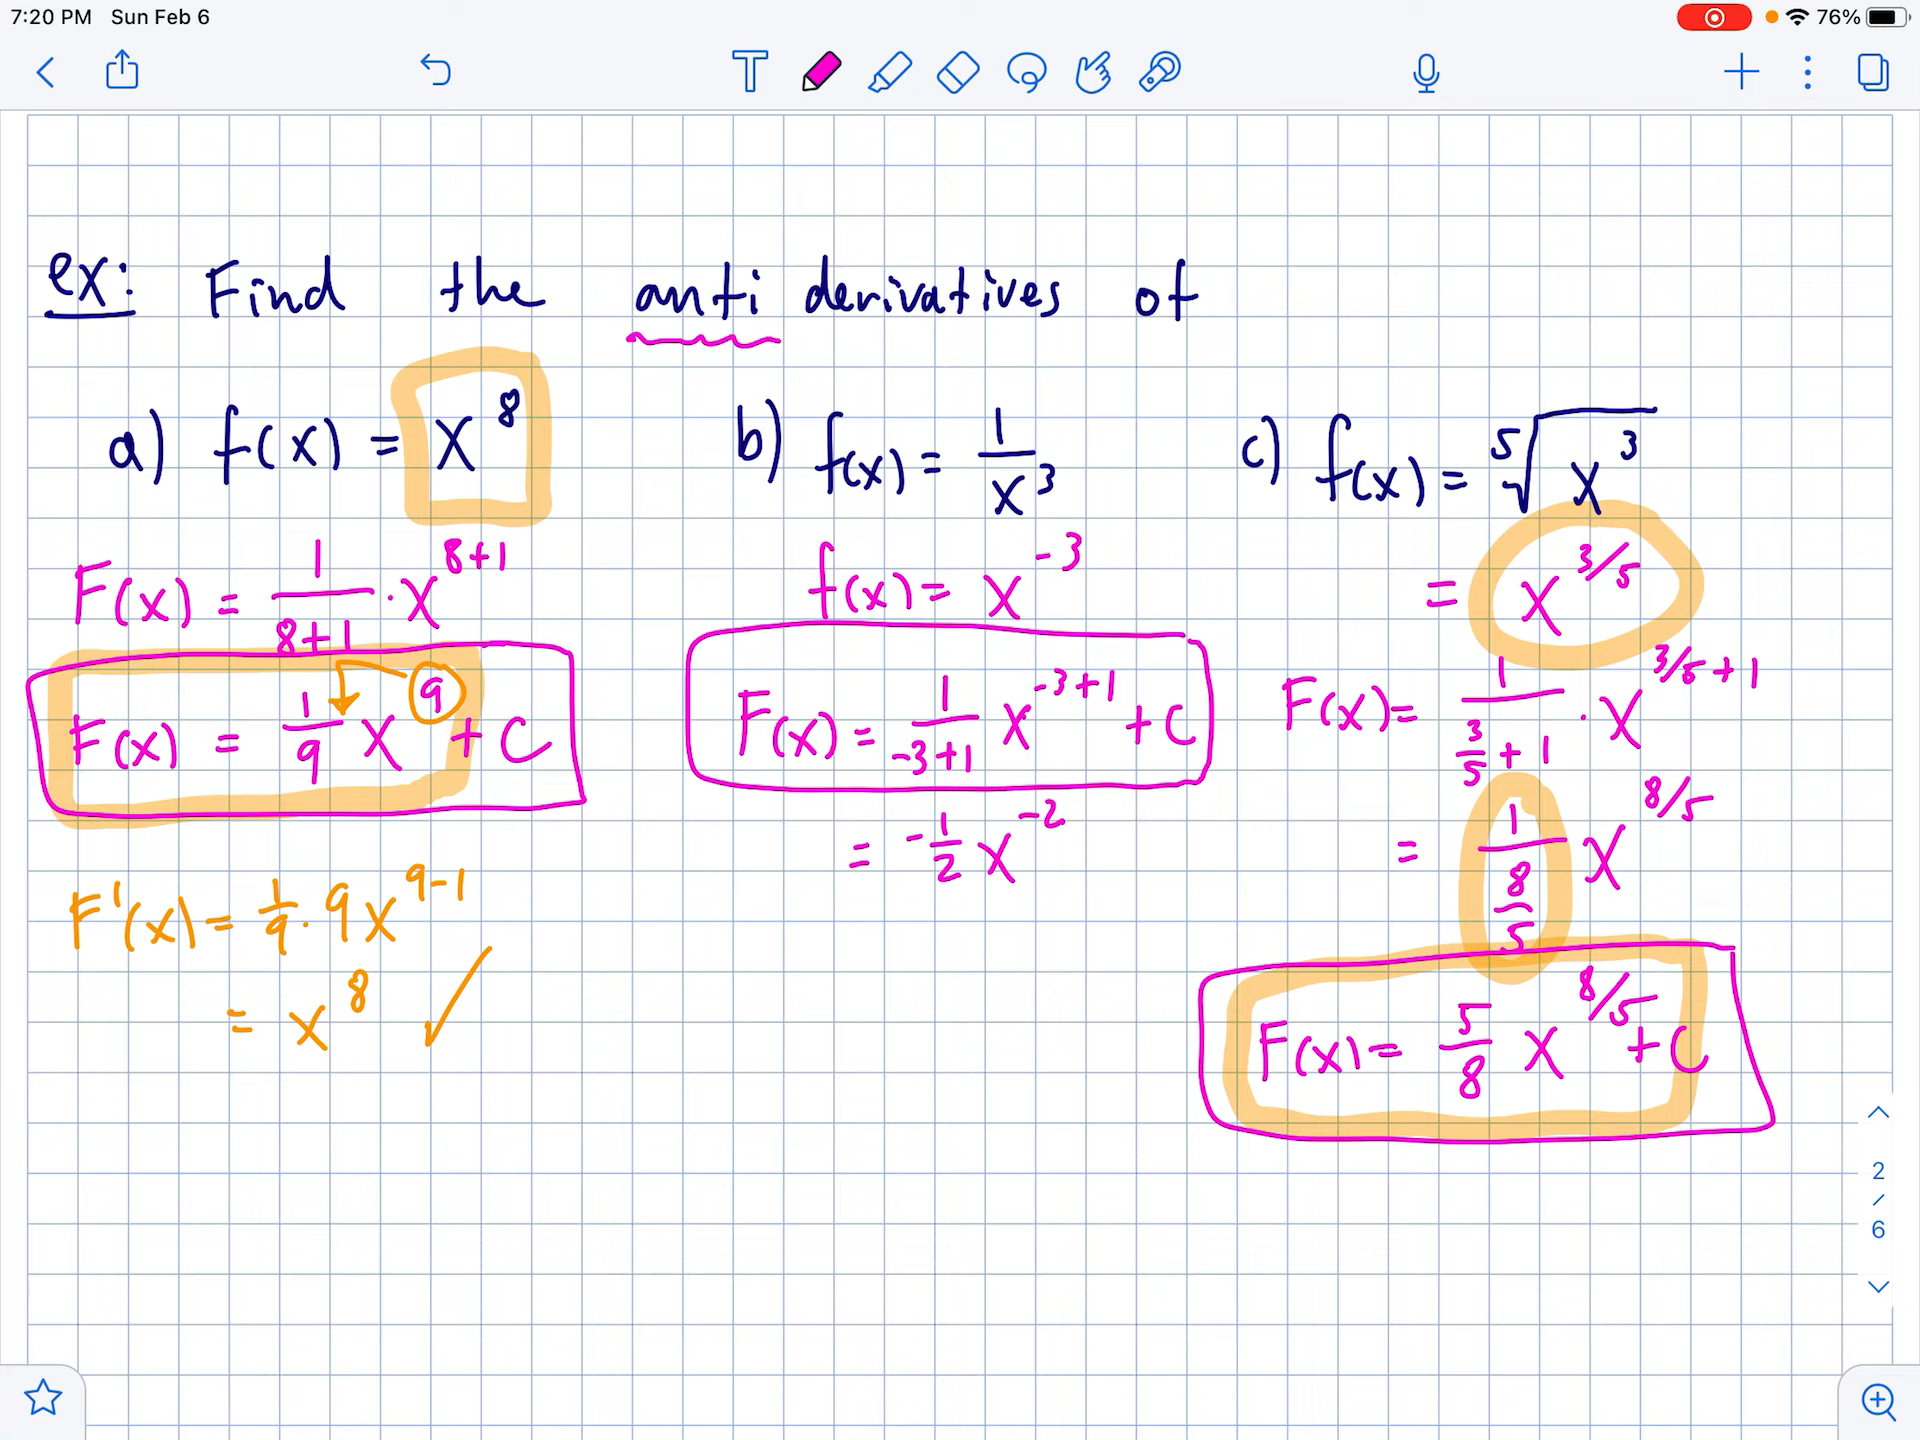 7:20 PM Sun Feb 6
76%
T
ex: Find the anti derivatives of
a) f(x) = x^8
F(x) = 1/(8+1) · x^(8+1)
F(x) = 1/9 x^9 + C
F'(x) = 1/9 · 9x^(9-1)
= x^8 ✓
b) f(x) = 1/x^3
f(x) = x^(-3)
F(x) = 1/(-3+1) x^(-3+1) + C
= -1/2 x^(-2)
c) f(x) = ⁵√(x^3)
= x^(3/5)
F(x) = 1/(3/5 + 1) · x^(3/5 + 1)
= 1/(8/5) x^(8/5)
F(x) = 5/8 x^(8/5) + C
2
/
6